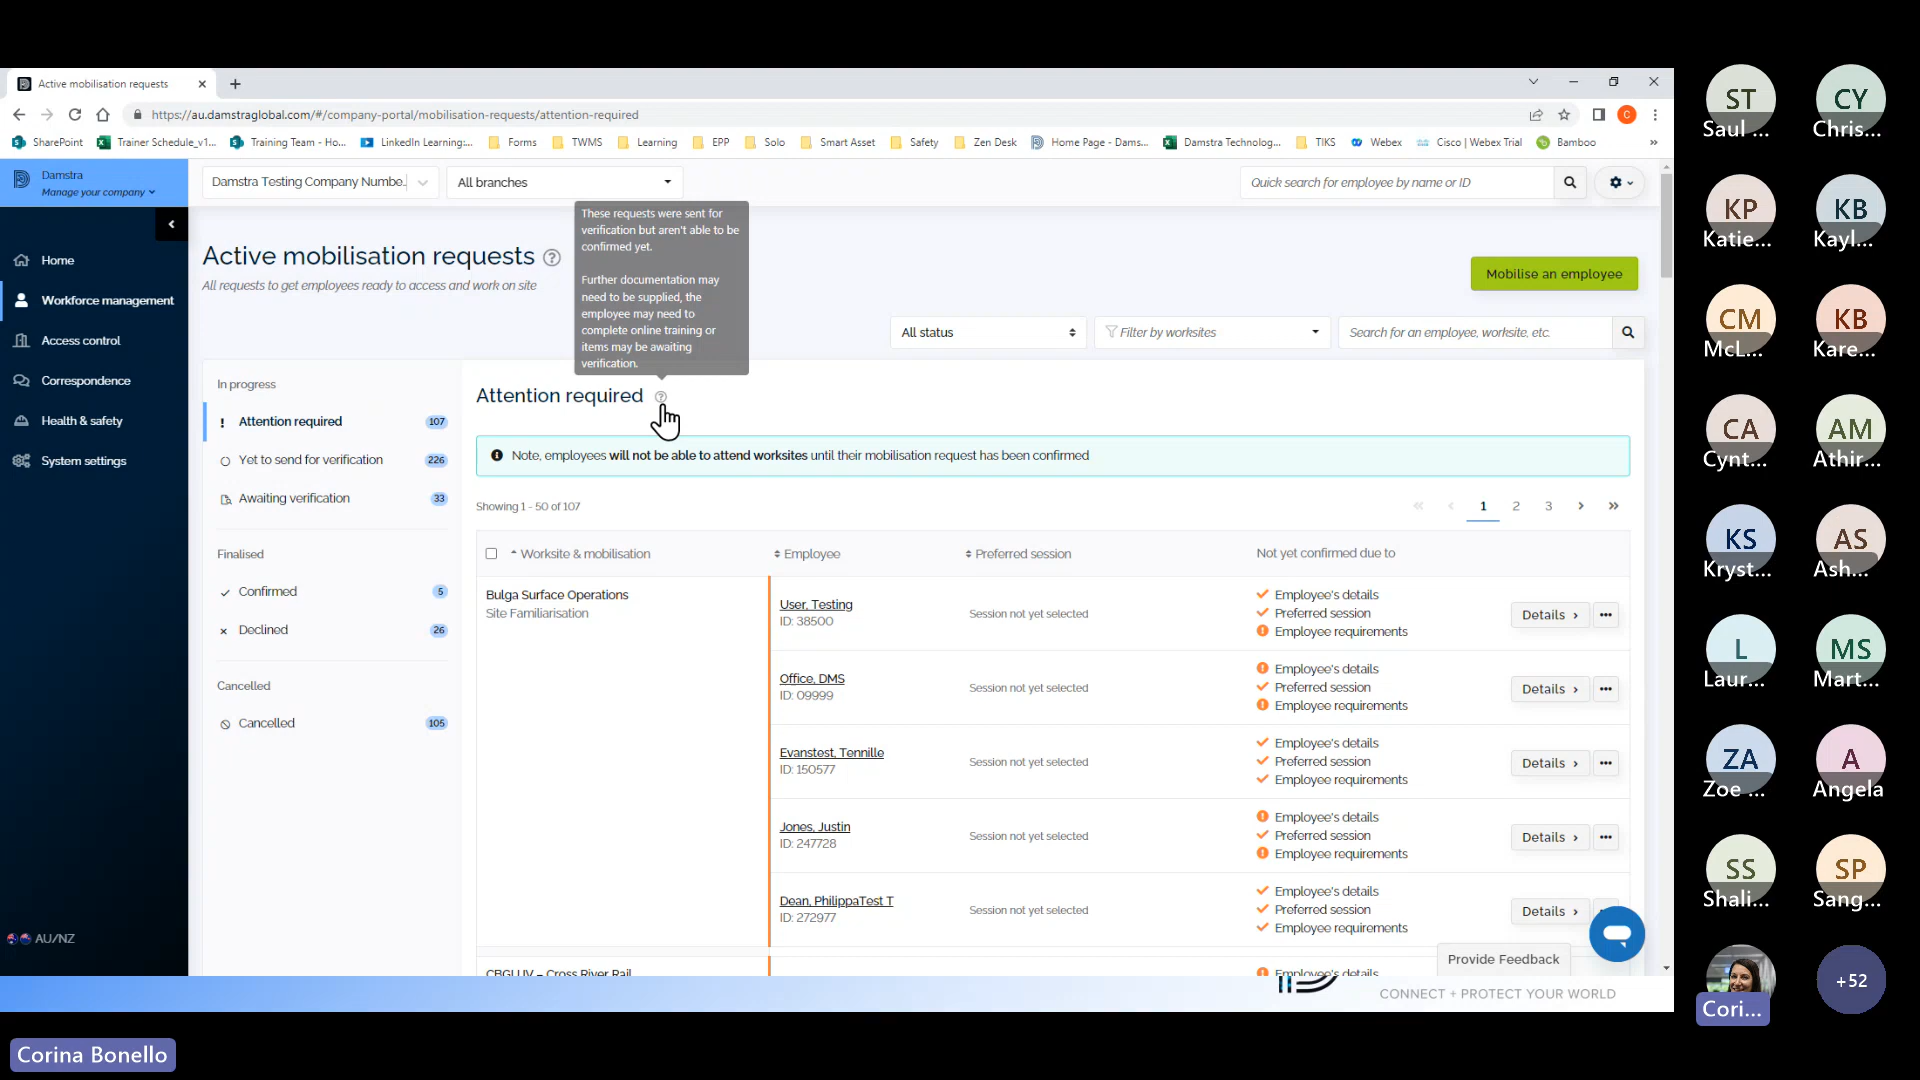 Active mobilisation requests
https://au.damstraglobal.com/#/company-portal/mobilisation-requests/attention-required
C
SharePoint
Trainer Schedule_v1...
Training Team - Ho...
LinkedIn Learning:...
Forms
TWMS
Learning
EPP
Solo
Smart Asset
Safety
Zen Desk
Home Page - Dams...
Damstra Technolog...
TIKS
Webex
Cisco | Webex Trial
Bamboo
»
Damstra
Manage your company
Damstra Testing Company Numbe..
All branches
Quick search for employee by name or ID
Home
Workforce management
Access control
Correspondence
Health & safety
System settings
AU/NZ
Active mobilisation requests ?
All requests to get employees ready to access and work on site
These requests were sent for
verification but aren't able to be
confirmed yet.
Further documentation may
need to be supplied, the
employee may need to
complete online training or
items may be awaiting
verification.
Mobilise an employee
All status
Filter by worksites
Search for an employee, worksite, etc.
In progress
! Attention required 107
Yet to send for verification 226
Awaiting verification 33
Finalised
Confirmed 5
Declined 26
Cancelled
Cancelled 105
Attention required ?
Note, employees will not be able to attend worksites until their mobilisation request has been confirmed
Showing 1 - 50 of 107
« ‹ 1 2 3 › »
Worksite & mobilisation
Employee
Preferred session
Not yet confirmed due to
Bulga Surface Operations
Site Familiarisation
User, Testing
ID: 38500
Session not yet selected
Employee's details
Preferred session
Employee requirements
Details ›
Office, DMS
ID: 09999
Session not yet selected
Employee's details
Preferred session
Employee requirements
Details ›
Evanstest, Tennille
ID: 150577
Session not yet selected
Employee's details
Preferred session
Employee requirements
Details ›
Jones, Justin
ID: 247728
Session not yet selected
Employee's details
Preferred session
Employee requirements
Details ›
Dean, PhilippaTest T
ID: 272977
Session not yet selected
Employee's details
Preferred session
Employee requirements
Details ›
CBGUJV – Cross River Rail
Employee's details
Provide Feedback
CONNECT + PROTECT YOUR WORLD
Corina Bonello
ST
Saul ...
CY
Chris...
KP
Katie...
KB
Kayl...
CM
McL...
KB
Kare...
CA
Cynt...
AM
Athir...
KS
Kryst...
AS
Ash...
L
Laur...
MS
Mart...
ZA
Zoe ...
A
Angela
SS
Shali...
SP
Sang...
Cori...
+52